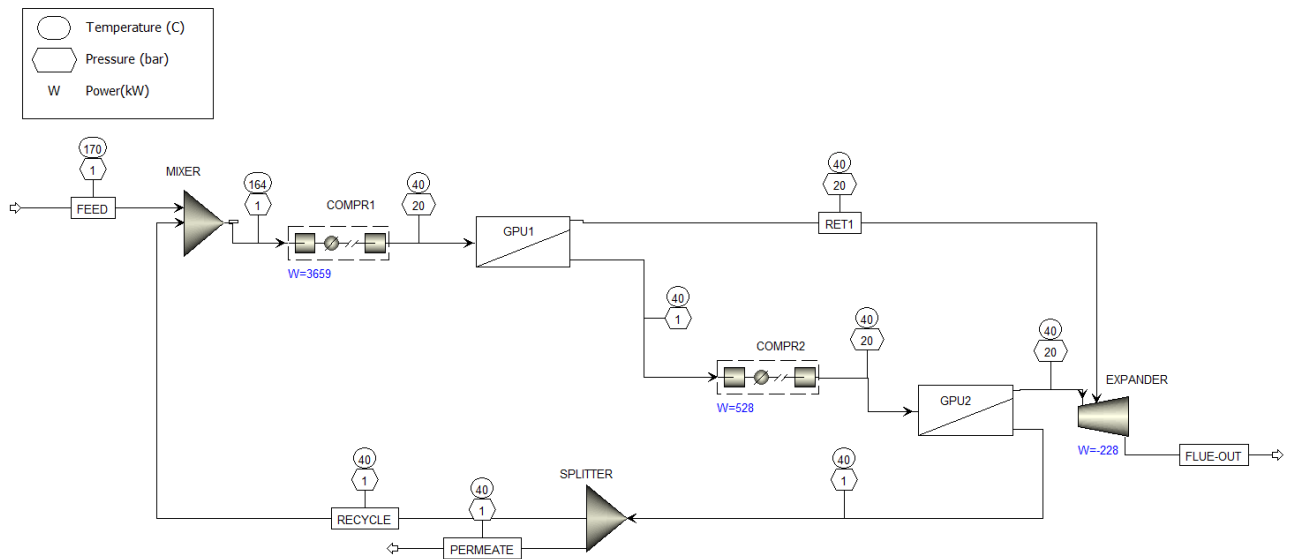 Temperature (C)
Pressure (bar)
W Power(kW)
170
1
FEED
MIXER
164
1
COMPR1
W=3659
40
20
GPU1
40
20
RET1
40
1
COMPR2
W=528
40
20
GPU2
40
20
EXPANDER
W=-228
FLUE-OUT
40
1
SPLITTER
40
1
RECYCLE
40
1
PERMEATE